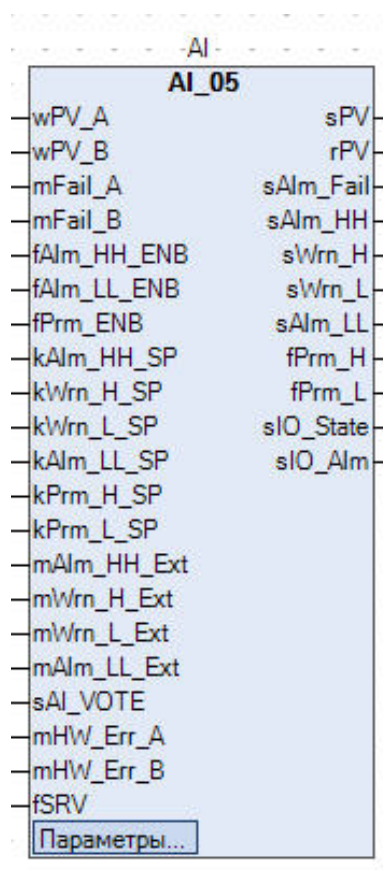 AI
AI_05
wPV_A sPV
wPV_B rPV
mFail_A sAlm_Fail
mFail_B sAlm_HH
fAlm_HH_ENB sWrn_H
fAlm_LL_ENB sWrn_L
fPrm_ENB sAlm_LL
kAlm_HH_SP fPrm_H
kWrn_H_SP fPrm_L
kWrn_L_SP sIO_State
kAlm_LL_SP sIO_Alm
kPrm_H_SP
kPrm_L_SP
mAlm_HH_Ext
mWrn_H_Ext
mWrn_L_Ext
mAlm_LL_Ext
sAI_VOTE
mHW_Err_A
mHW_Err_B
fSRV
Параметры...